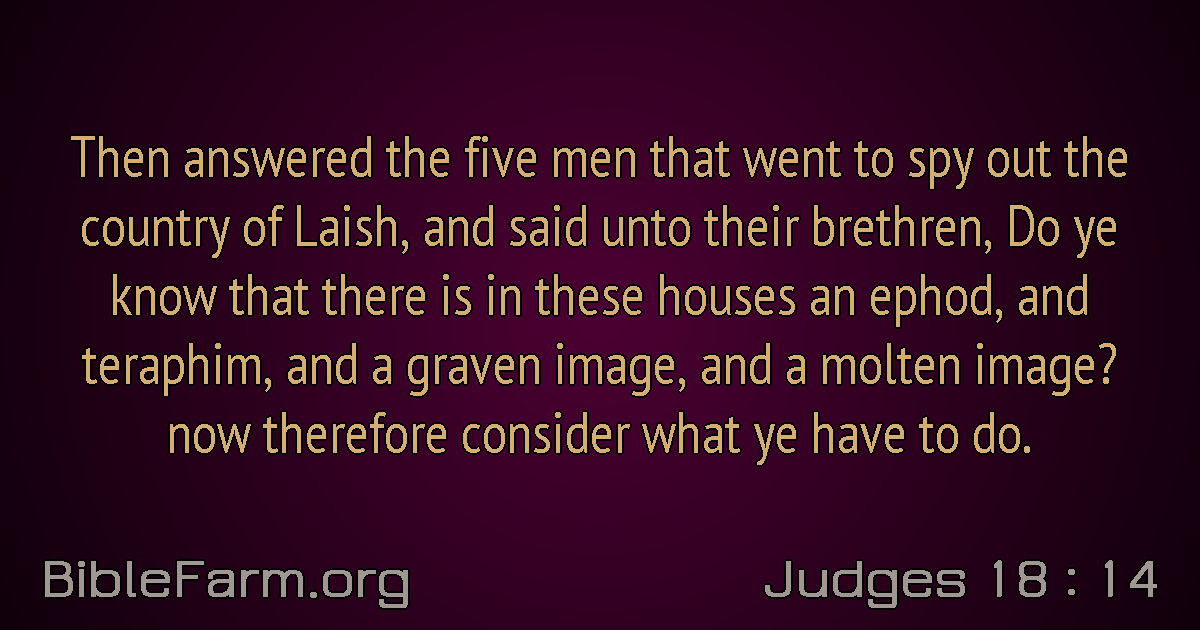 Then answered the five men that went to spy out the
country of Laish, and said unto their brethren, Do ye
know that there is in these houses an ephod, and
teraphim, and a graven image, and a molten image?
now therefore consider what ye have to do.
BibleFarm.org
Judges 18 : 14